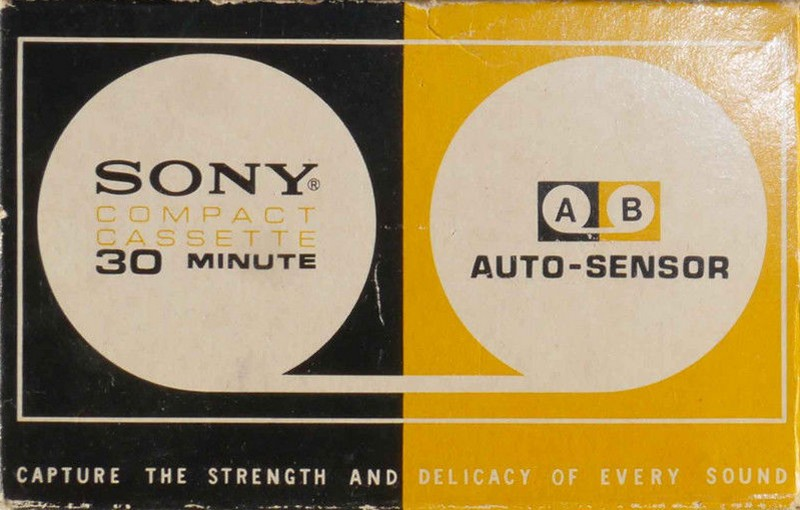 SONY®
COMPACT
CASSETTE
30 MINUTE
A B
AUTO-SENSOR
CAPTURE THE STRENGTH AND DELICACY OF EVERY SOUND